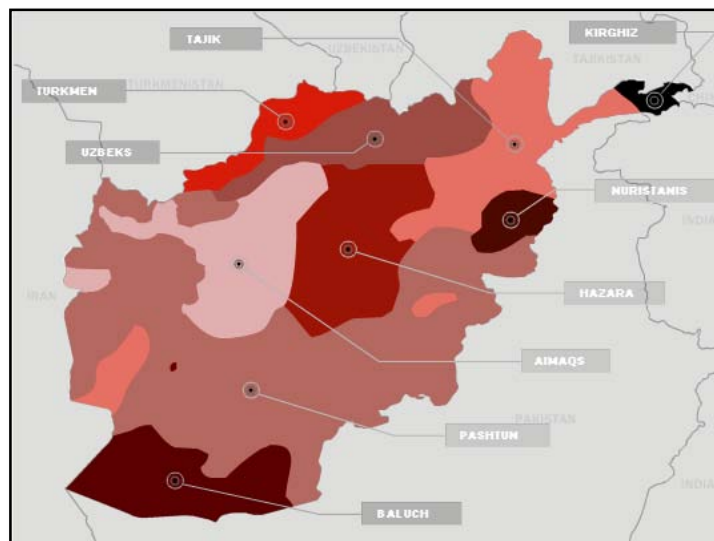 KIRGHIZ
TAJIK
UZBEKISTAN
TAJIKISTAN
TURKMENISTAN
TURKMEN
UZBEKS
NURISTANIS
INDIA
IRAN
HAZARA
AIMAQS
PAKISTAN
PASHTUN
INDIA
BALUCH